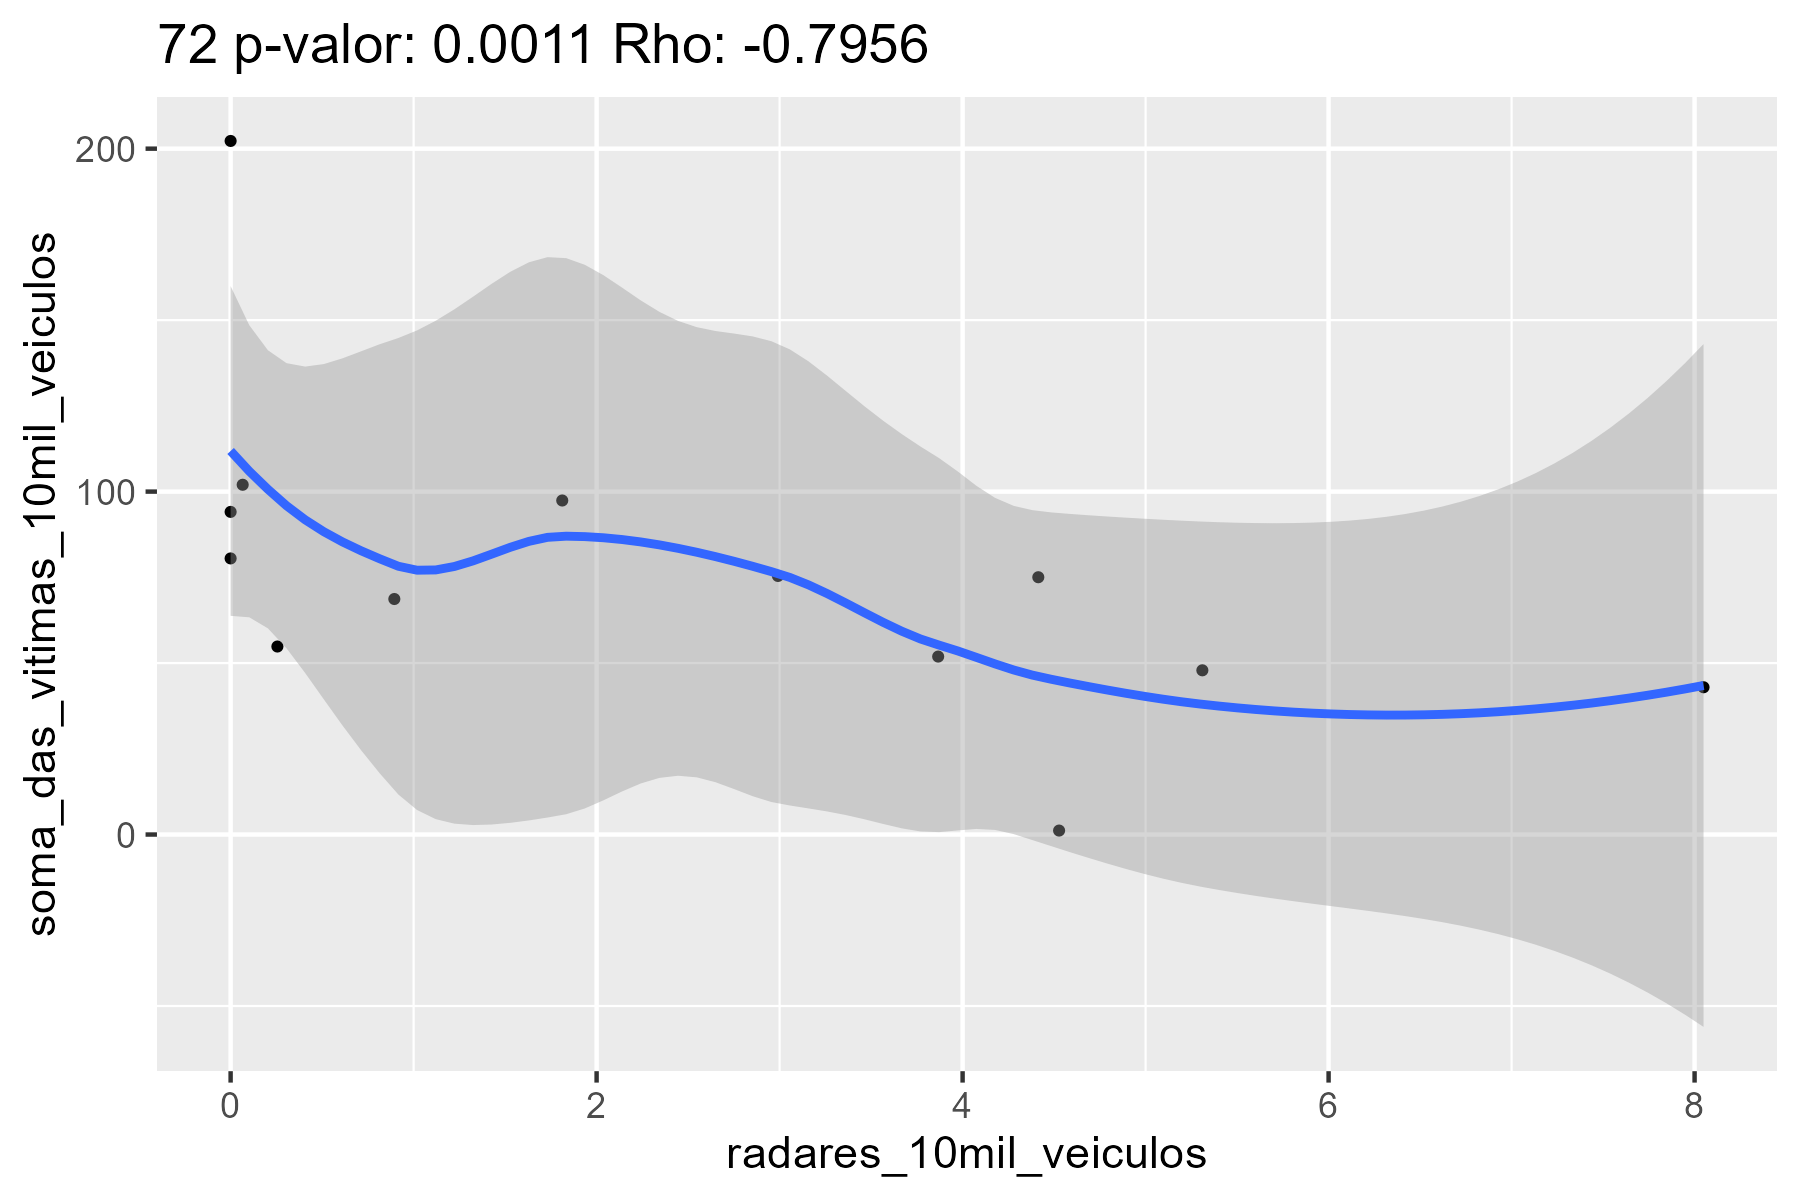 72 p-valor: 0.0011 Rho: -0.7956
soma_das_vitimas_10mil_veiculos
200
100
0
0 2 4 6 8
radares_10mil_veiculos